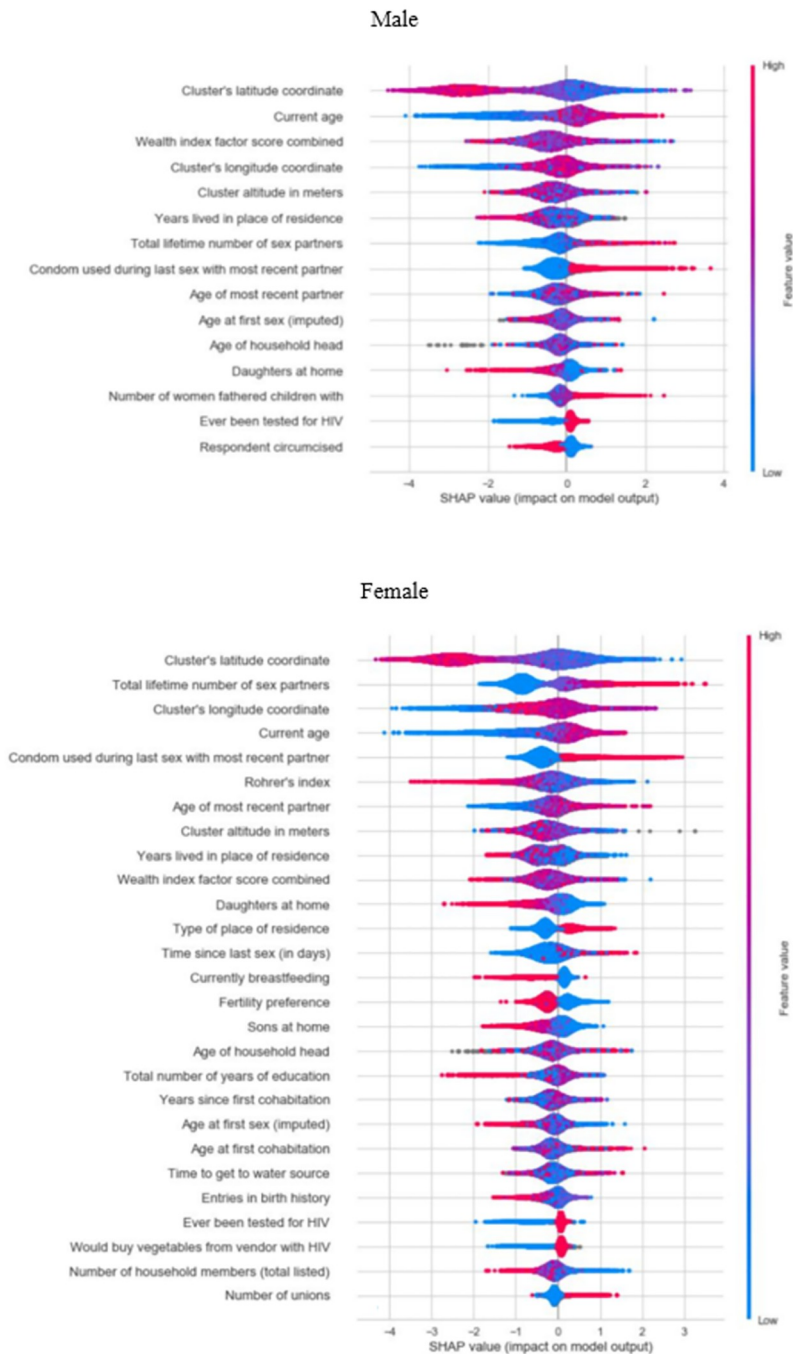 Male
High
Cluster's latitude coordinate
Current age
Wealth index factor score combined
Cluster's longitude coordinate
Cluster altitude in meters
Years lived in place of residence
Total lifetime number of sex partners
Condom used during last sex with most recent partner
Age of most recent partner
Age at first sex (imputed)
Age of household head
Daughters at home
Number of women fathered children with
Ever been tested for HIV
Respondent circumcised
Feature value
Low
−4 −2 0 2 4
SHAP value (impact on model output)
Female
High
Cluster's latitude coordinate
Total lifetime number of sex partners
Cluster's longitude coordinate
Current age
Condom used during last sex with most recent partner
Rohrer's index
Age of most recent partner
Cluster altitude in meters
Years lived in place of residence
Wealth index factor score combined
Daughters at home
Type of place of residence
Time since last sex (in days)
Currently breastfeeding
Fertility preference
Sons at home
Age of household head
Total number of years of education
Years since first cohabitation
Age at first sex (imputed)
Age at first cohabitation
Time to get to water source
Entries in birth history
Ever been tested for HIV
Would buy vegetables from vendor with HIV
Number of household members (total listed)
Number of unions
Feature value
Low
−4 −3 −2 −1 0 1 2 3
SHAP value (impact on model output)